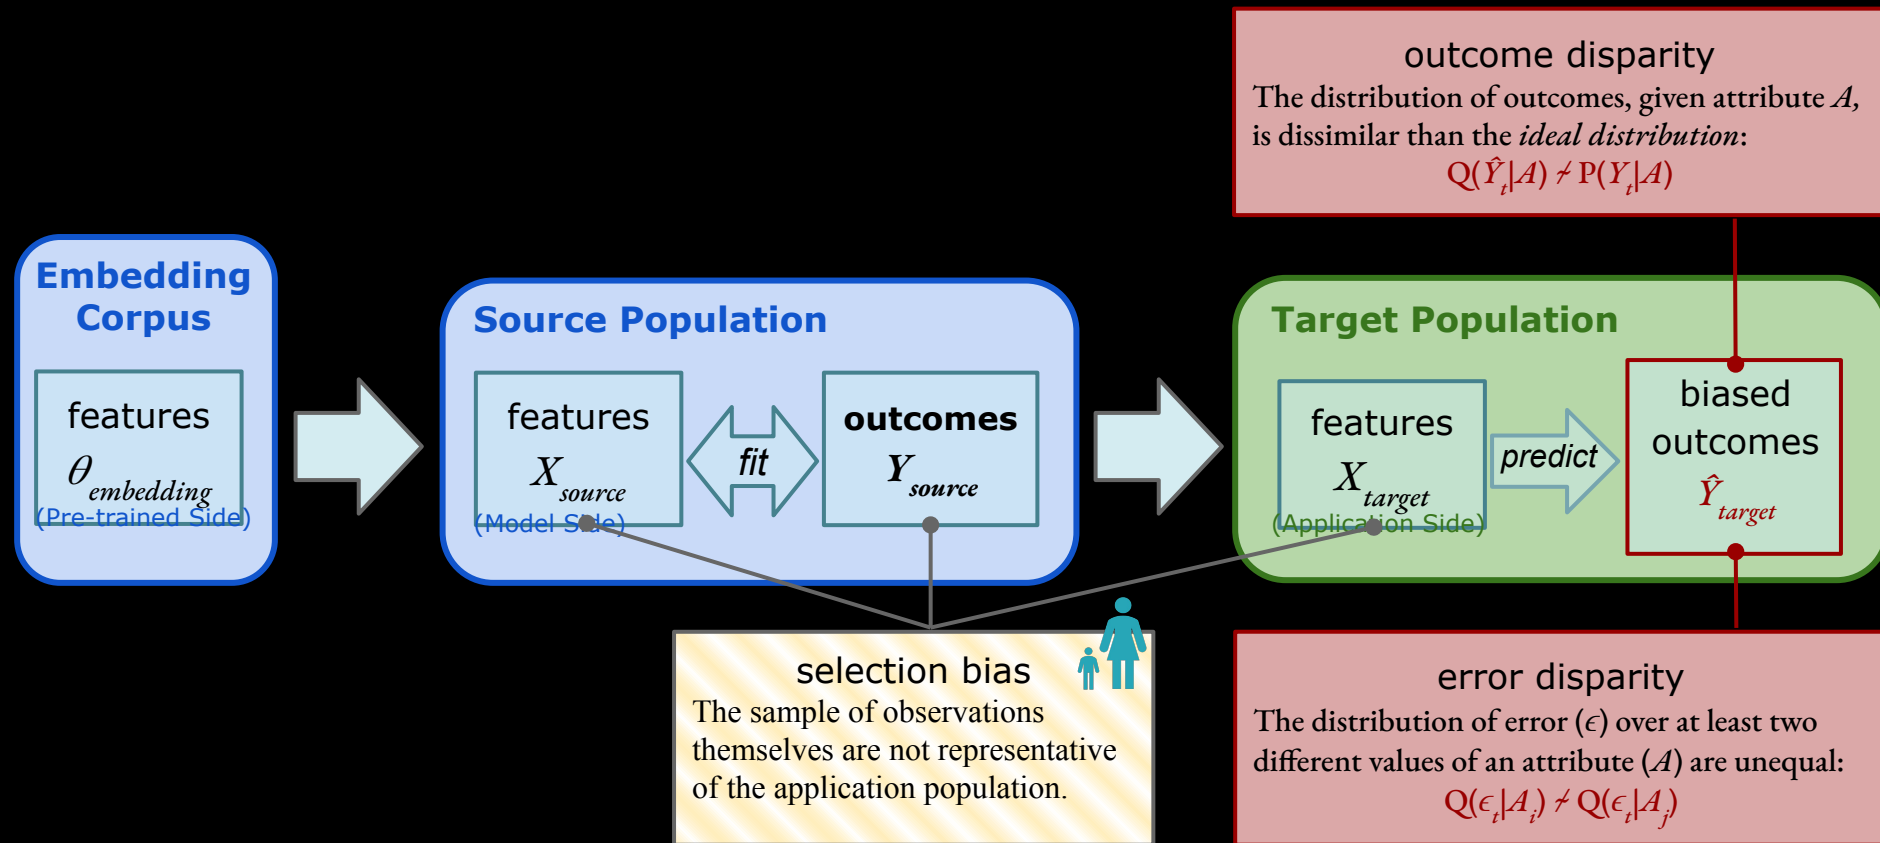 outcome disparity
The distribution of outcomes, given attribute A,
is dissimilar than the ideal distribution:
Q(Ŷt|A) ≁ P(Yt|A)
Embedding
Corpus
features
θembedding
(Pre-trained Side)
Source Population
features
Xsource
(Model Side)
fit
outcomes
Ysource
Target Population
features
Xtarget
(Application Side)
predict
biased
outcomes
Ŷtarget
selection bias
The sample of observations
themselves are not representative
of the application population.
error disparity
The distribution of error (ϵ) over at least two
different values of an attribute (A) are unequal:
Q(ϵt|Ai) ≁ Q(ϵt|Aj)